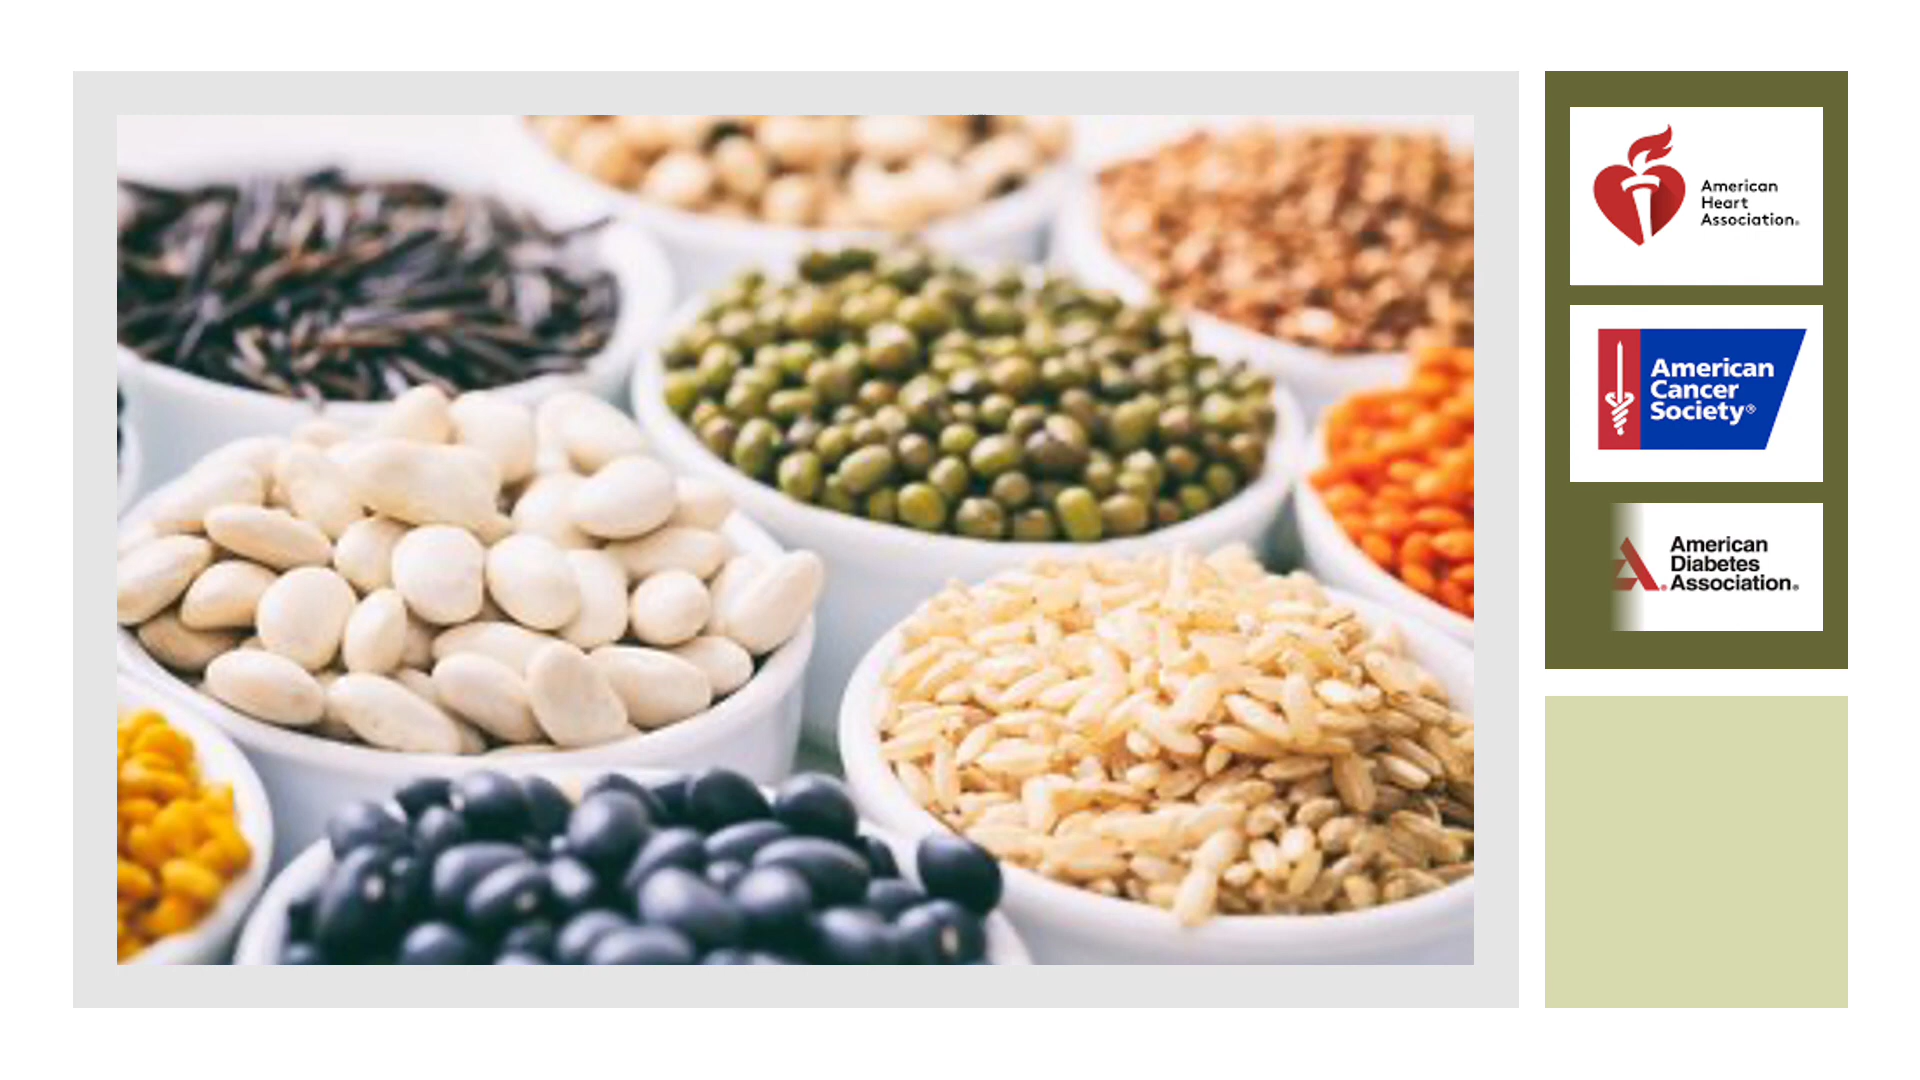 American
Heart
Association®
American
Cancer
Society®
American
Diabetes
Association®